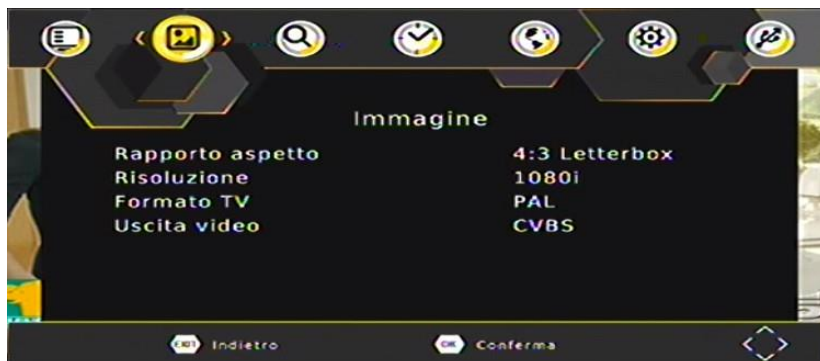 Immagine
Rapporto aspetto 4:3 Letterbox
Risoluzione 1080i
Formato TV PAL
Uscita video CVBS
EXIT Indietro OK Conferma